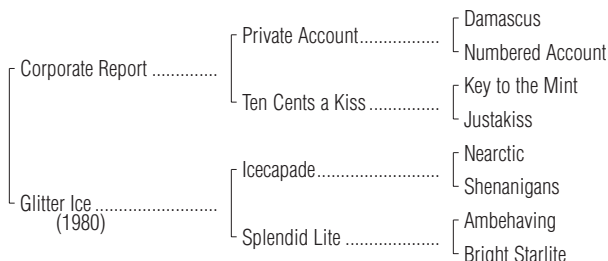 Damascus
Private Account...................
Numbered Account
Corporate Report ..............
Key to the Mint
Ten Cents a Kiss .................
Justakiss
Nearctic
Icecapade.............................
Shenanigans
Glitter Ice ..........................
(1980)
Ambehaving
Splendid Lite ......................
Bright Starlite